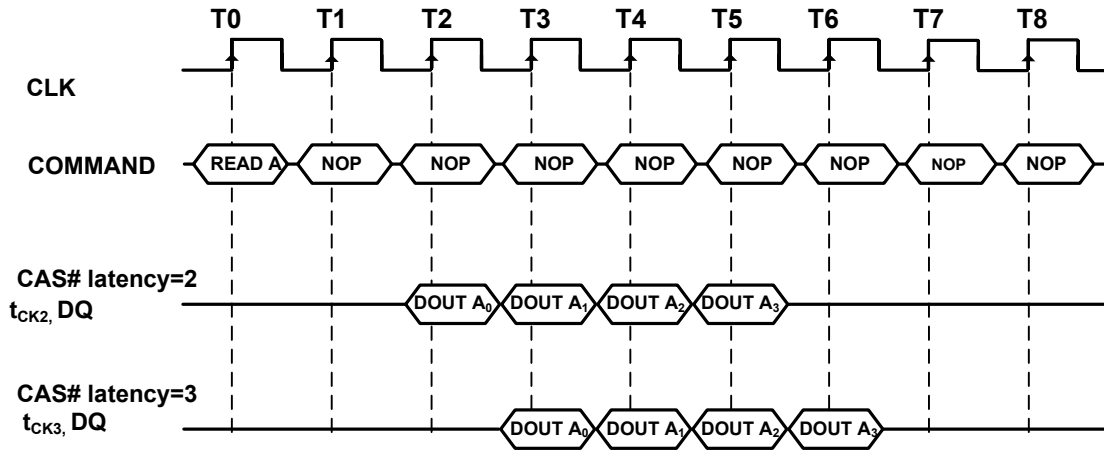 T0 T1 T2 T3 T4 T5 T6 T7 T8
CLK
COMMAND READ A NOP NOP NOP NOP NOP NOP NOP NOP
CAS# latency=2
tCK2, DQ DOUT A0 DOUT A1 DOUT A2 DOUT A3
CAS# latency=3
tCK3, DQ DOUT A0 DOUT A1 DOUT A2 DOUT A3